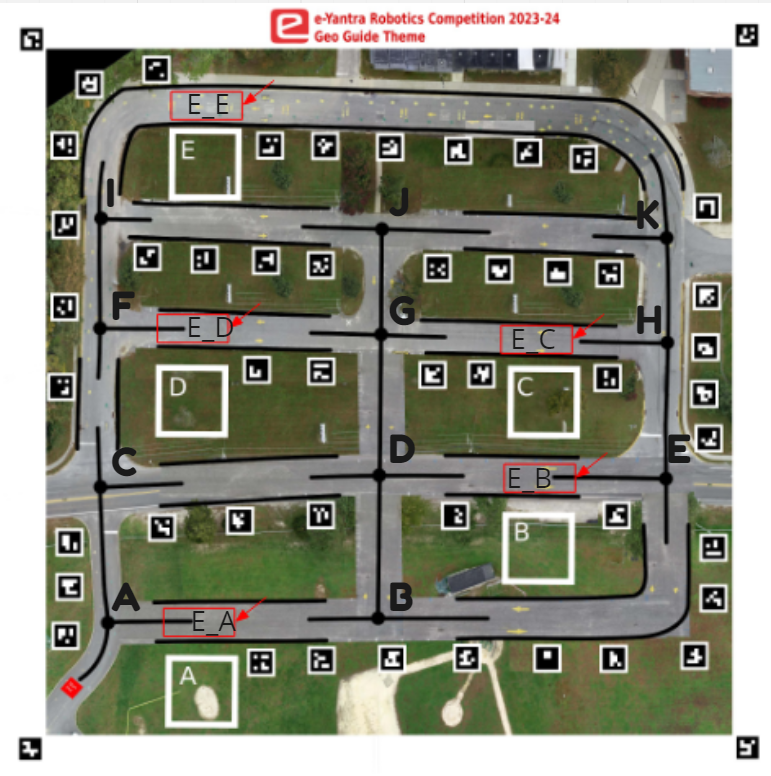 e-Yantra Robotics Competition 2023-24
Geo Guide Theme
E_E
E
I
J
K
F
E_D
G
E_C
H
D
C
C
D
E_B
E
B
A
E_A
B
A